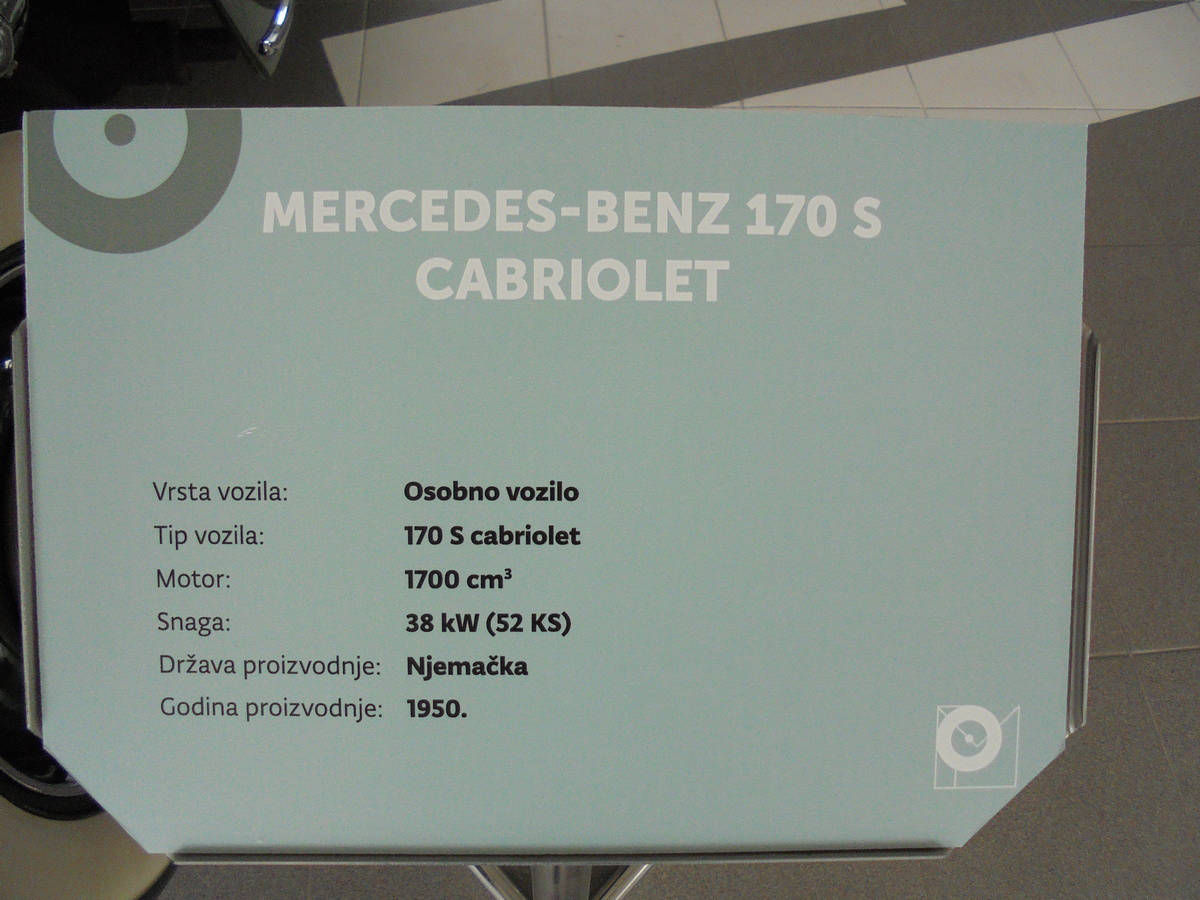 MERCEDES-BENZ 170 S
CABRIOLET
Vrsta vozila: Osobno vozilo
Tip vozila: 170 S cabriolet
Motor: 1700 cm³
Snaga: 38 kW (52 KS)
Država proizvodnje: Njemačka
Godina proizvodnje: 1950.